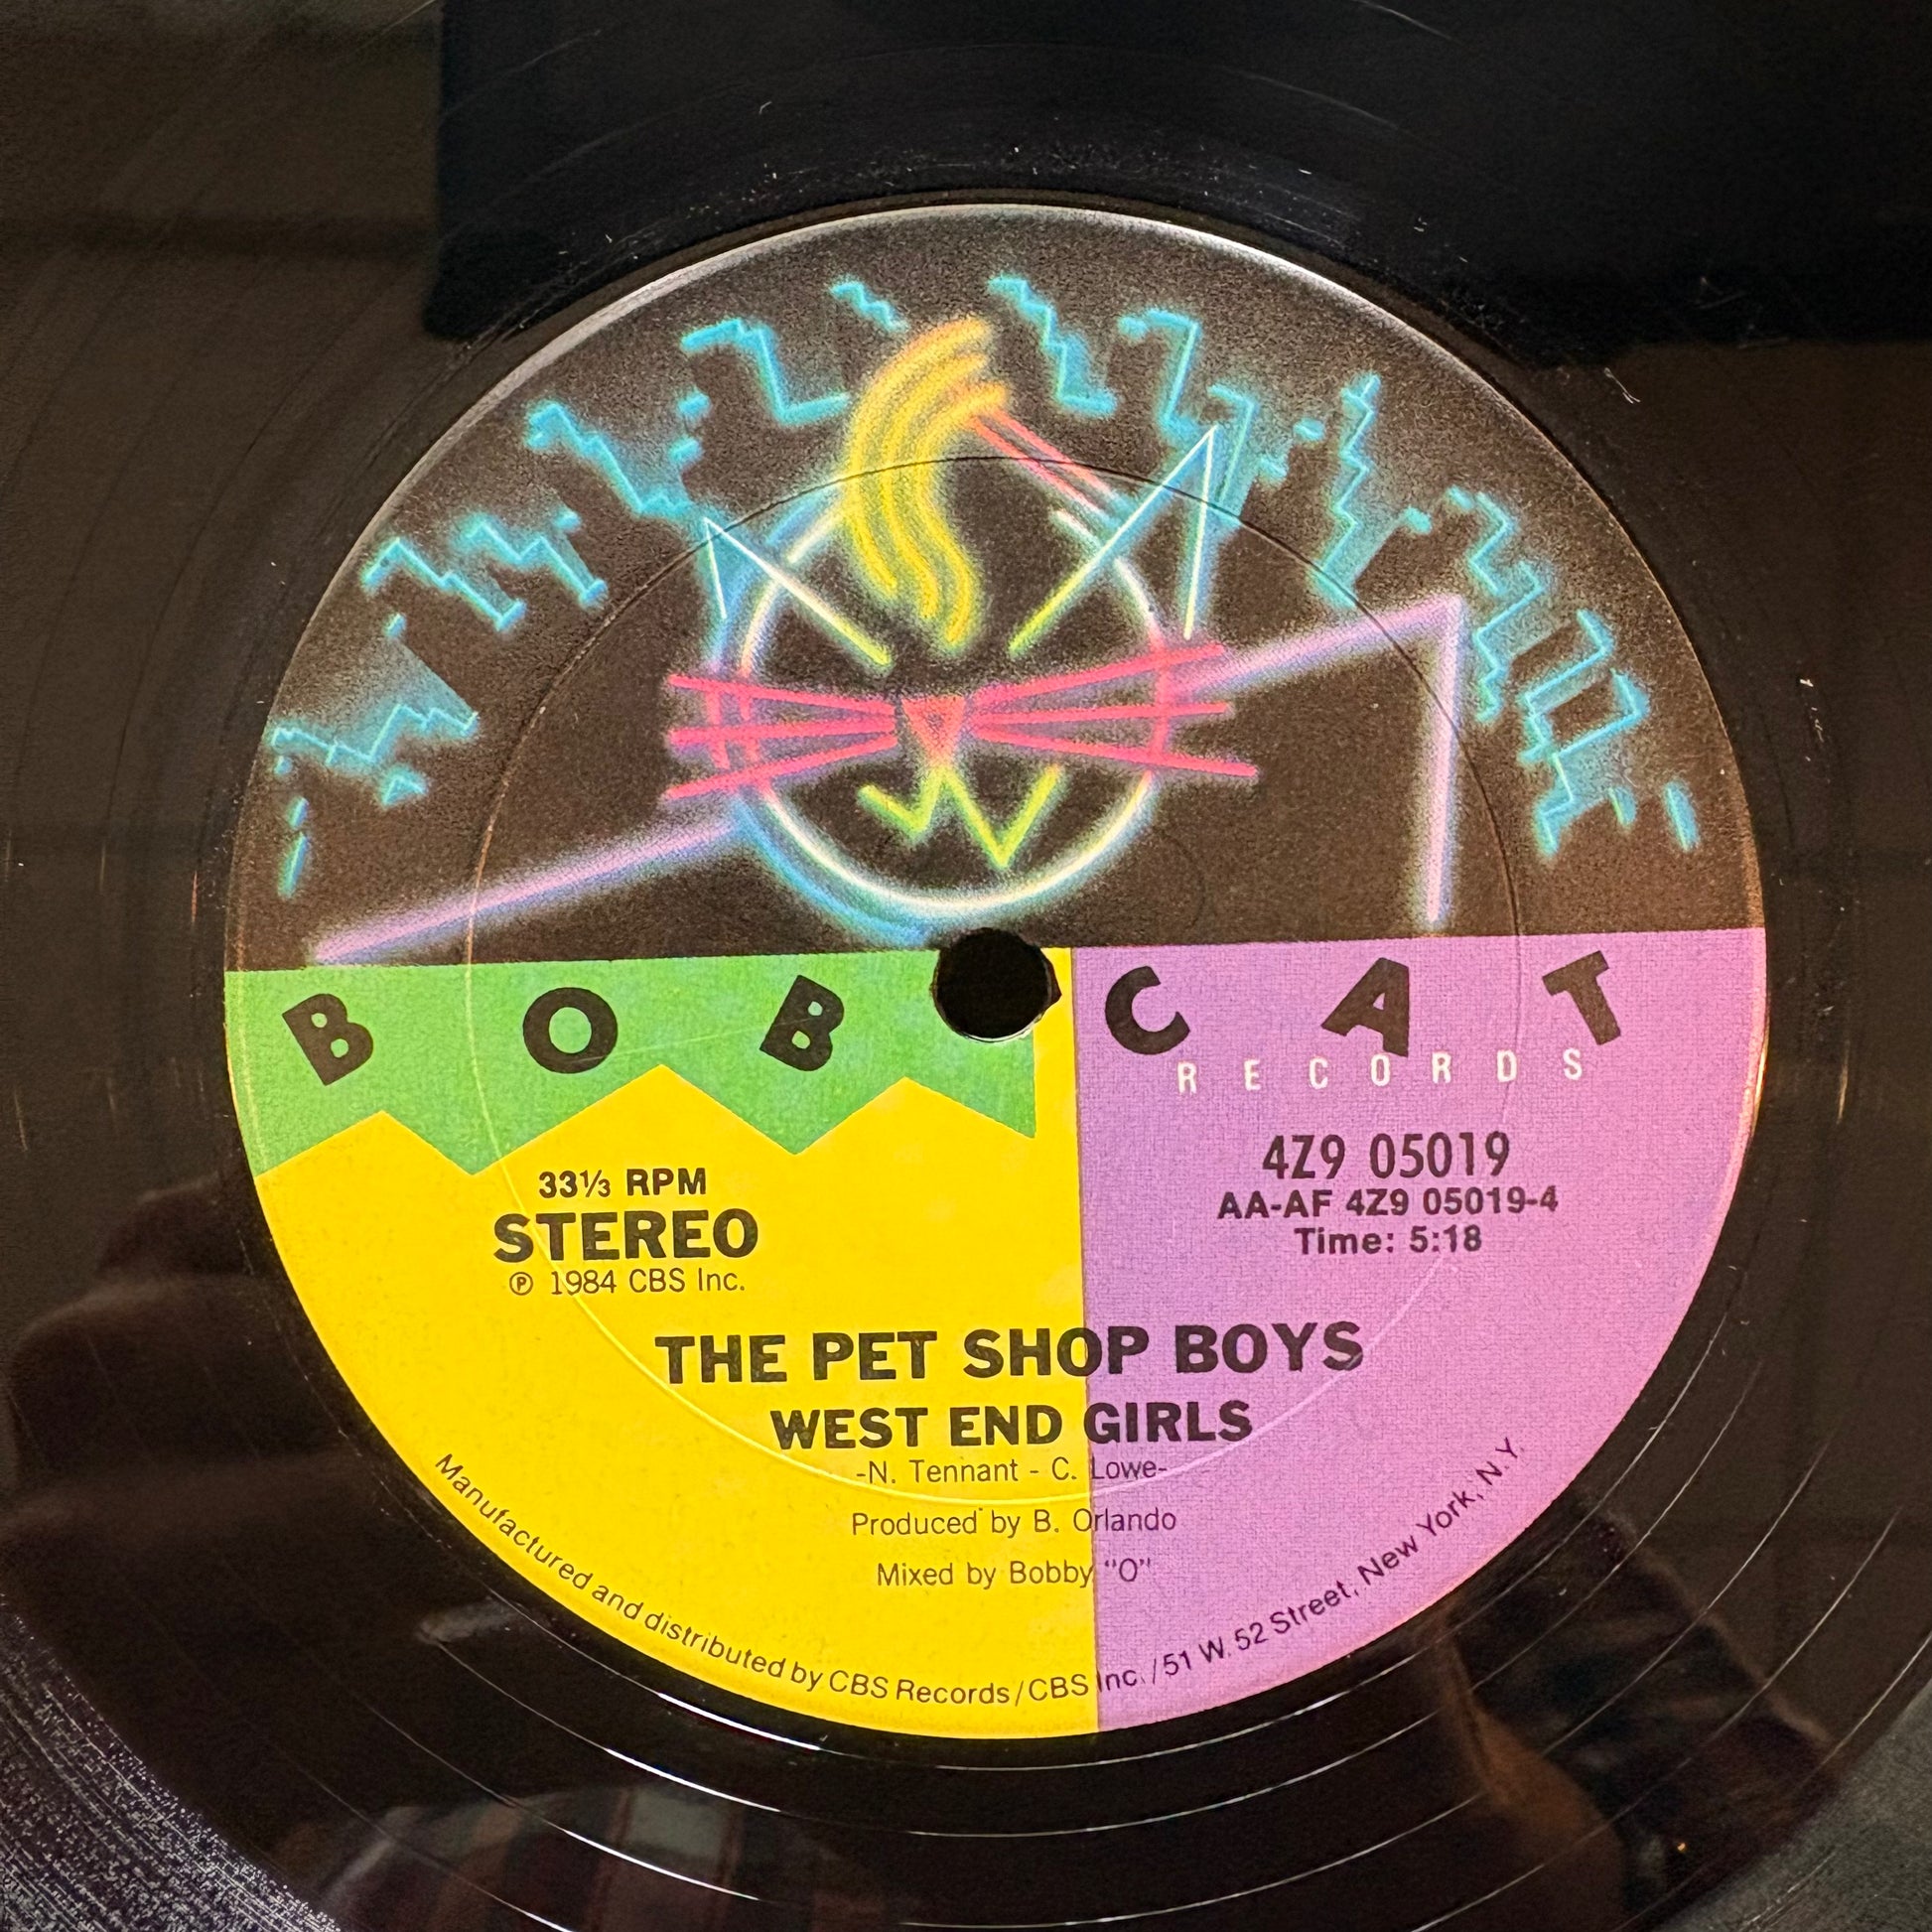 BOBCAT
RECORDS
33⅓ RPM
STEREO
℗ 1984 CBS Inc.
4Z9 05019
AA-AF 4Z9 05019-4
Time: 5:18
THE PET SHOP BOYS
WEST END GIRLS
-N. Tennant - C. Lowe-
Produced by B. Orlando
Mixed by Bobby "O"
Manufactured and distributed by CBS Records/CBS Inc./51 W. 52 Street, New York, N.Y.